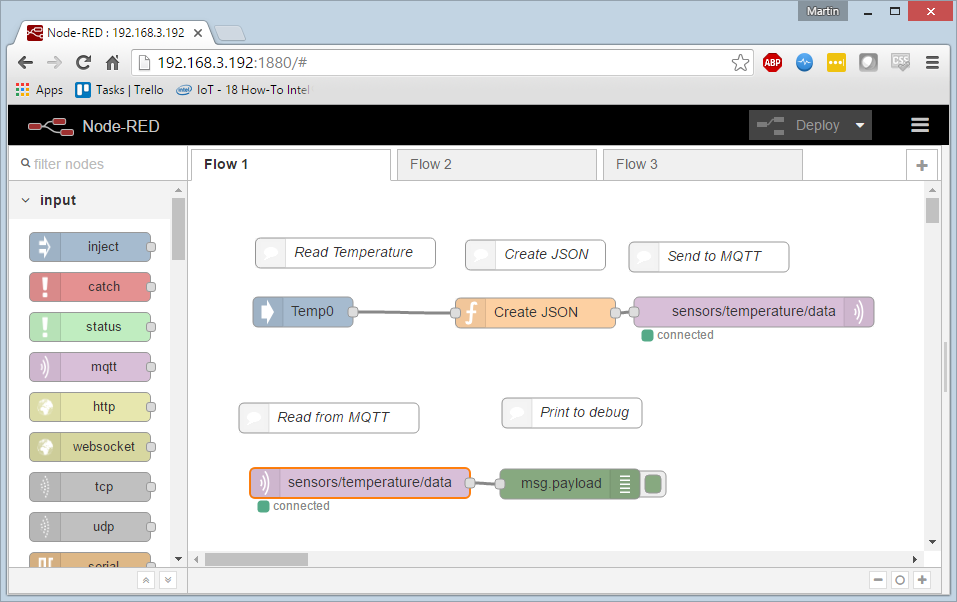 Martin
Node-RED : 192.168.3.192
192.168.3.192:1880/#
ABP
CSS
Apps
Tasks | Trello
IoT - 18 How-To Intel
Node-RED
Deploy
filter nodes
Flow 1
Flow 2
Flow 3
input
inject
catch
status
mqtt
http
websocket
tcp
udp
serial
Read Temperature
Create JSON
Send to MQTT
Temp0
Create JSON
sensors/temperature/data
connected
Read from MQTT
Print to debug
sensors/temperature/data
msg.payload
connected